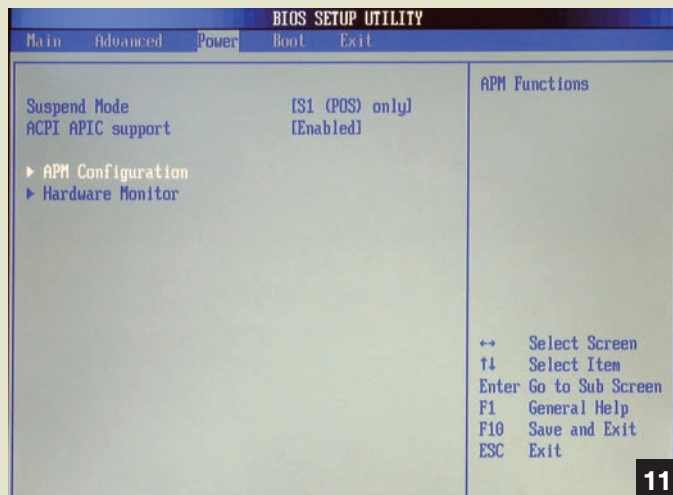 BIOS SETUP UTILITY
Main Advanced Power Boot Exit
Suspend Mode [S1 (POS) only]
ACPI APIC support [Enabled]
▶ APM Configuration
▶ Hardware Monitor
APM Functions
↔ Select Screen
↑↓ Select Item
Enter Go to Sub Screen
F1 General Help
F10 Save and Exit
ESC Exit
11